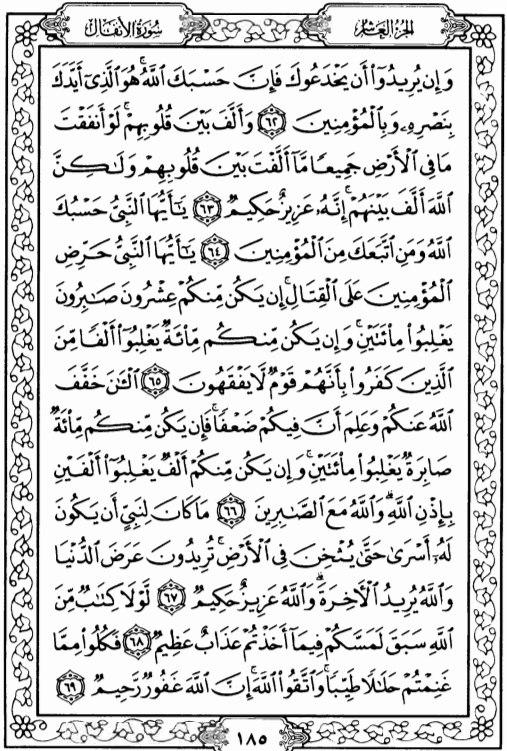 الجزء العاشر
سورة الأنفال
وَإِن يُرِيدُوٓا۟ أَن يَخْدَعُوكَ فَإِنَّ حَسْبَكَ ٱللَّهُ ۚ هُوَ ٱلَّذِىٓ أَيَّدَكَ
بِنَصْرِهِۦ وَبِٱلْمُؤْمِنِينَ ٦٢ وَأَلَّفَ بَيْنَ قُلُوبِهِمْ ۚ لَوْ أَنفَقْتَ
مَا فِى ٱلْأَرْضِ جَمِيعًا مَّآ أَلَّفْتَ بَيْنَ قُلُوبِهِمْ وَلَـٰكِنَّ
ٱللَّهَ أَلَّفَ بَيْنَهُمْ ۚ إِنَّهُۥ عَزِيزٌ حَكِيمٌ ٦٣ يَـٰٓأَيُّهَا ٱلنَّبِىُّ حَسْبُكَ
ٱللَّهُ وَمَنِ ٱتَّبَعَكَ مِنَ ٱلْمُؤْمِنِينَ ٦٤ يَـٰٓأَيُّهَا ٱلنَّبِىُّ حَرِّضِ
ٱلْمُؤْمِنِينَ عَلَى ٱلْقِتَالِ ۚ إِن يَكُن مِّنكُمْ عِشْرُونَ صَـٰبِرُونَ
يَغْلِبُوا۟ مِا۟ئَتَيْنِ ۚ وَإِن يَكُن مِّنكُم مِّا۟ئَةٌ يَغْلِبُوٓا۟ أَلْفًا مِّنَ
ٱلَّذِينَ كَفَرُوا۟ بِأَنَّهُمْ قَوْمٌ لَّا يَفْقَهُونَ ٦٥ ٱلْـَٔـٰنَ خَفَّفَ
ٱللَّهُ عَنكُمْ وَعَلِمَ أَنَّ فِيكُمْ ضَعْفًا ۚ فَإِن يَكُن مِّنكُم مِّا۟ئَةٌ
صَابِرَةٌ يَغْلِبُوا۟ مِا۟ئَتَيْنِ ۚ وَإِن يَكُن مِّنكُمْ أَلْفٌ يَغْلِبُوٓا۟ أَلْفَيْنِ
بِإِذْنِ ٱللَّهِ ۗ وَٱللَّهُ مَعَ ٱلصَّـٰبِرِينَ ٦٦ مَا كَانَ لِنَبِىٍّ أَن يَكُونَ
لَهُۥٓ أَسْرَىٰ حَتَّىٰ يُثْخِنَ فِى ٱلْأَرْضِ ۚ تُرِيدُونَ عَرَضَ ٱلدُّنْيَا
وَٱللَّهُ يُرِيدُ ٱلْـَٔاخِرَةَ ۗ وَٱللَّهُ عَزِيزٌ حَكِيمٌ ٦٧ لَّوْلَا كِتَـٰبٌ مِّنَ
ٱللَّهِ سَبَقَ لَمَسَّكُمْ فِيمَآ أَخَذْتُمْ عَذَابٌ عَظِيمٌ ٦٨ فَكُلُوا۟ مِمَّا
غَنِمْتُمْ حَلَـٰلًا طَيِّبًا ۚ وَٱتَّقُوا۟ ٱللَّهَ ۚ إِنَّ ٱللَّهَ غَفُورٌ رَّحِيمٌ ٦٩
١٨٥